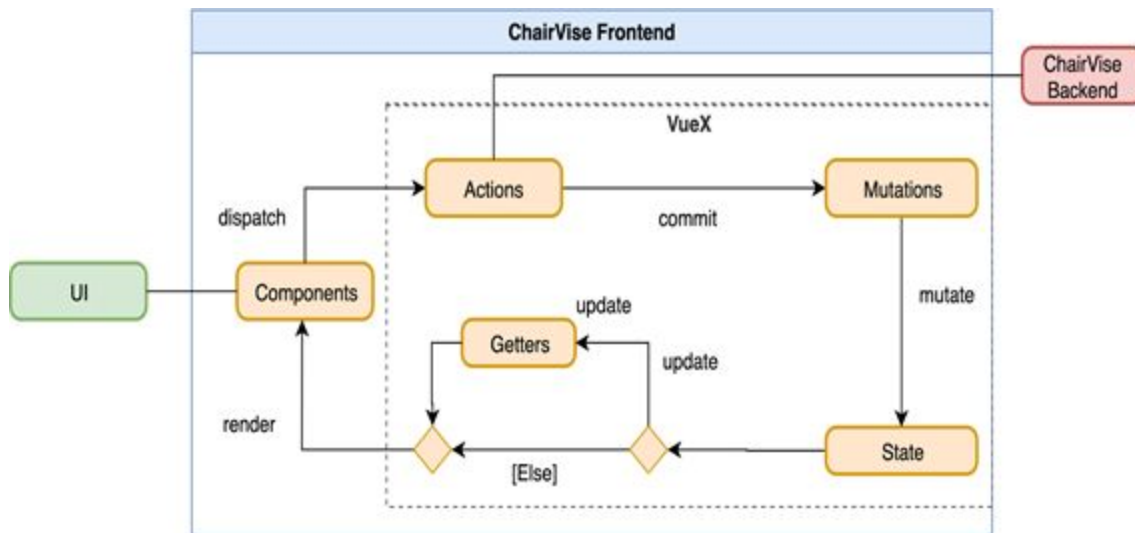 ChairVise Frontend
ChairVise
Backend
VueX
Actions
Mutations
dispatch
commit
UI
Components
mutate
update
Getters
update
render
State
[Else]